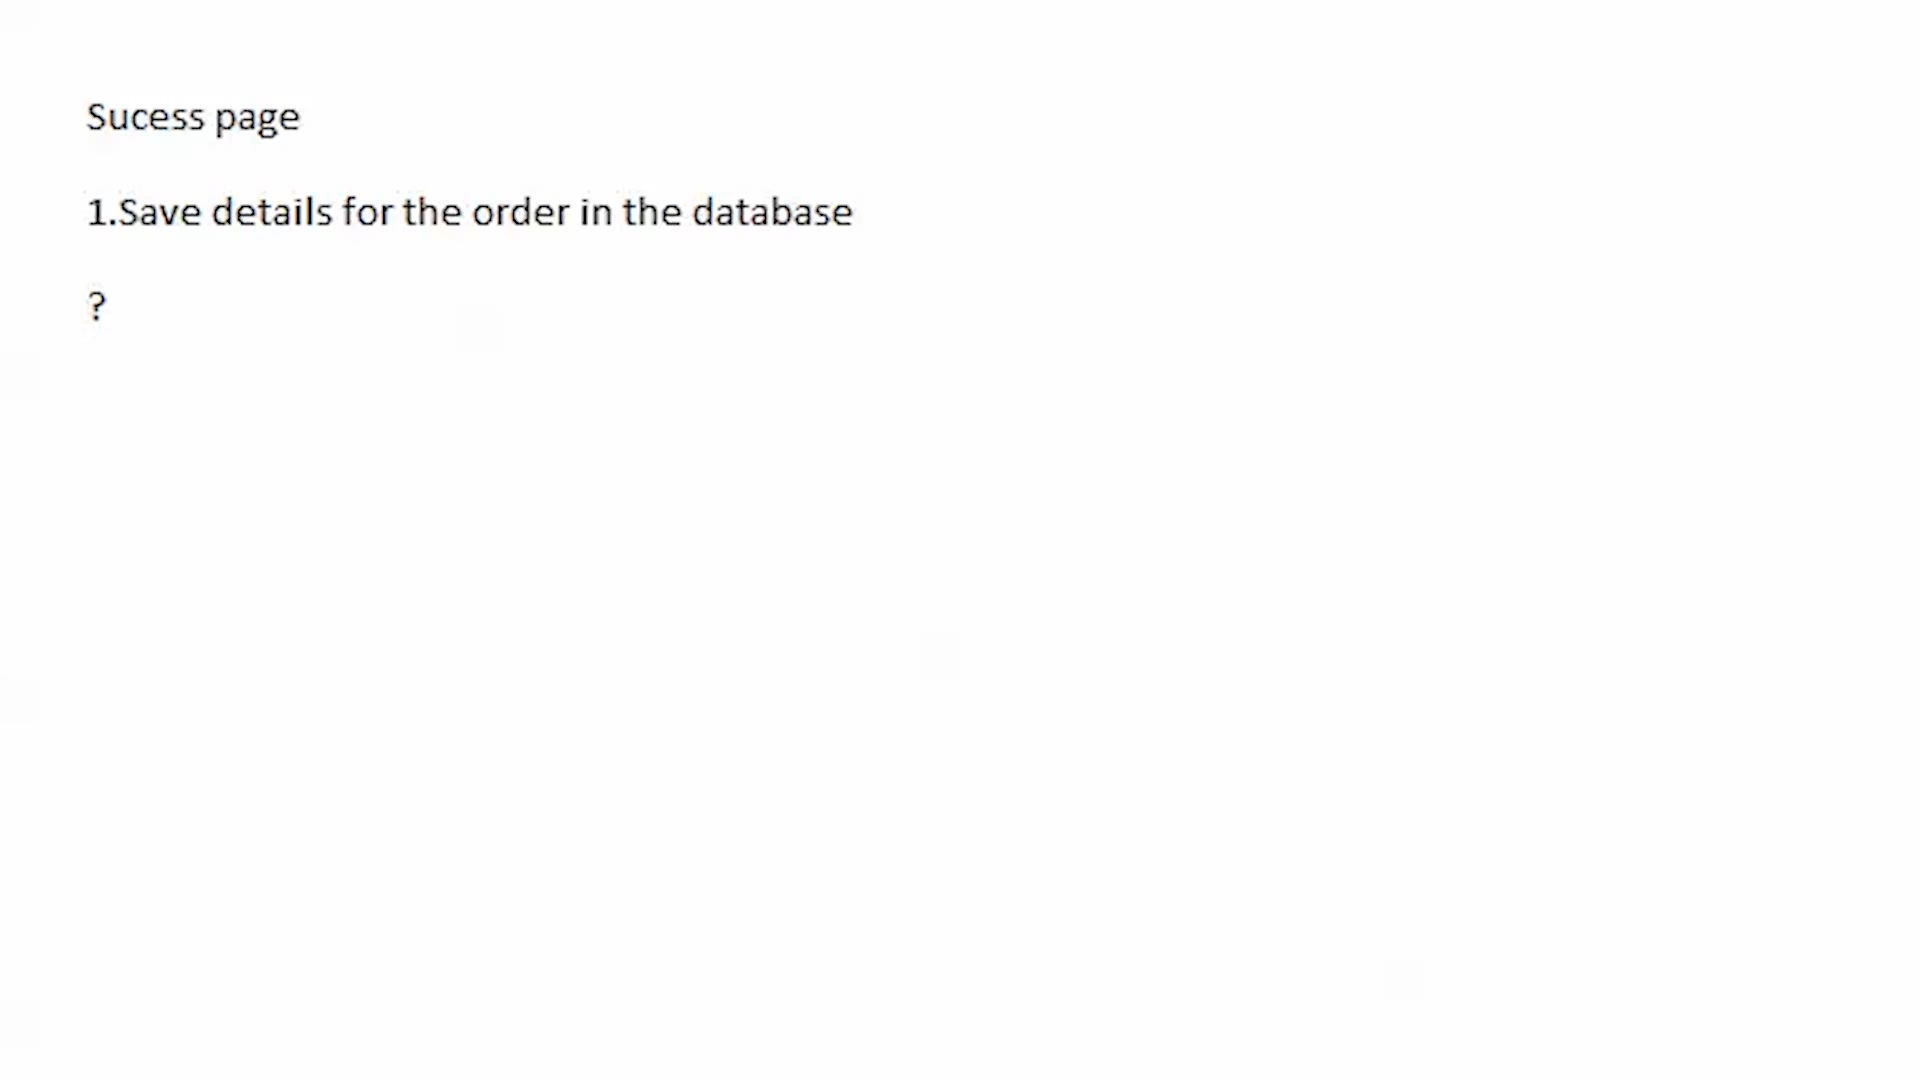 Sucess page
1.Save details for the order in the database
?